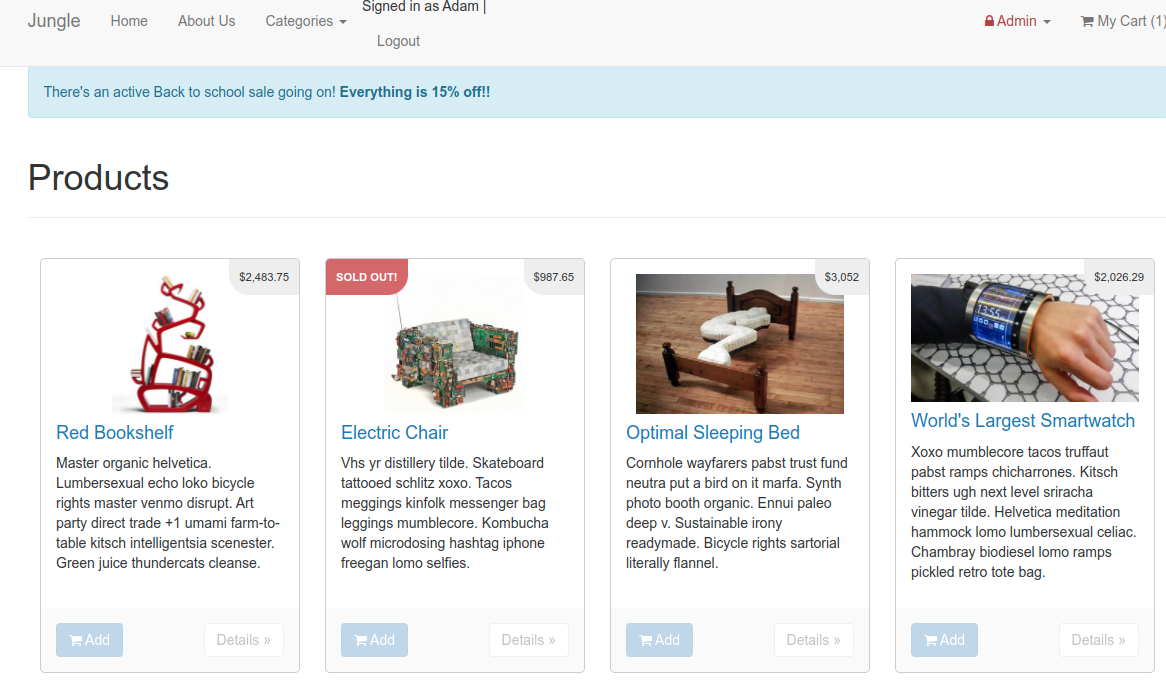 Signed in as Adam |
Jungle Home About Us Categories Admin My Cart (1)
Logout
There's an active Back to school sale going on! Everything is 15% off!!
Products
$2,483.75
Red Bookshelf
Master organic helvetica.
Lumbersexual echo loko bicycle
rights master venmo disrupt. Art
party direct trade +1 umami farm-to-
table kitsch intelligentsia scenester.
Green juice thundercats cleanse.
Add Details »
SOLD OUT! $987.65
Electric Chair
Vhs yr distillery tilde. Skateboard
tattooed schlitz xoxo. Tacos
meggings kinfolk messenger bag
leggings mumblecore. Kombucha
wolf microdosing hashtag iphone
freegan lomo selfies.
Add Details »
$3,052
Optimal Sleeping Bed
Cornhole wayfarers pabst trust fund
neutra put a bird on it marfa. Synth
photo booth organic. Ennui paleo
deep v. Sustainable irony
readymade. Bicycle rights sartorial
literally flannel.
Add Details »
$2,026.29
13:55
World's Largest Smartwatch
Xoxo mumblecore tacos truffaut
pabst ramps chicharrones. Kitsch
bitters ugh next level sriracha
vinegar tilde. Helvetica meditation
hammock lomo lumbersexual celiac.
Chambray biodiesel lomo ramps
pickled retro tote bag.
Add Details »